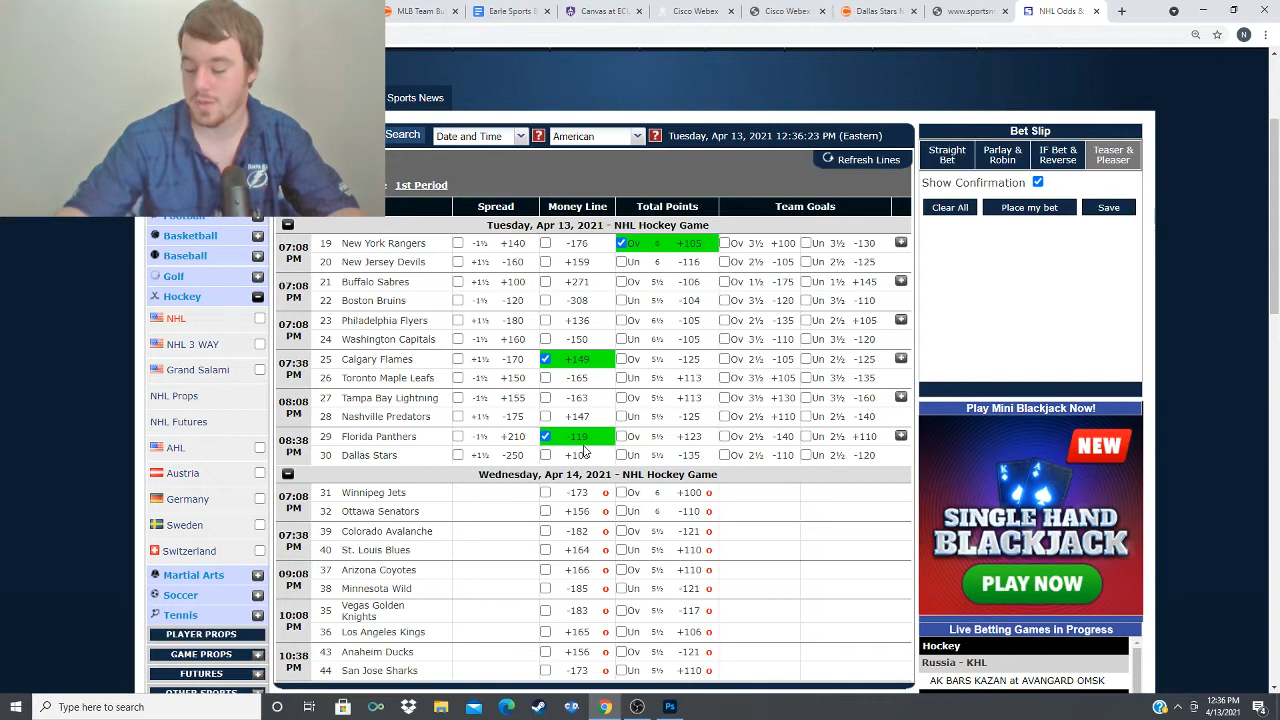 MLB Team Bu
Earle Sports B
Canvas at ECU
Cisco Webex
Cisco Webex
Dallas Stars N
www.sportsm
NHL Odds &
N
Sports News
Search Date and Time ? American ? Tuesday, Apr 13, 2021 12:36:23 PM (Eastern)
Refresh Lines
1st Period
Spread Money Line Total Points Team Goals
Tuesday, Apr 13, 2021 - NHL Hockey Game
07:08 PM
19 New York Rangers -1½ +140 -176 Ov 6 +105 Ov 3½ +100 Un 3½ -130
20 New Jersey Devils +1½ -160 +159 Un 6 -116 Ov 2½ -105 Un 2½ -125
07:08 PM
21 Buffalo Sabres +1½ +100 +271 Ov 5½ -106 Ov 1½ -175 Un 1½ +145
22 Boston Bruins -1½ -120 -308 Un 5½ -104 Ov 3½ -120 Un 3½ -110
07:08 PM
23 Philadelphia Flyers +1½ -180 +136 Ov 6½ -105 Ov 2½ -135 Un 2½ +105
24 Washington Capitals -1½ +160 -150 Un 6½ -105 Ov 3½ -110 Un 3½ -120
07:38 PM
25 Calgary Flames +1½ -170 +149 Ov 5½ -125 Ov 2½ -105 Un 2½ -125
26 Toronto Maple Leafs -1½ +150 -165 Un 5½ +113 Ov 3½ +105 Un 3½ -135
08:08 PM
27 Tampa Bay Lightning -1½ +155 -163 Ov 5½ +113 Ov 3½ +130 Un 3½ -160
28 Nashville Predators +1½ -175 +147 Un 5½ -125 Ov 2½ +110 Un 2½ -140
08:38 PM
29 Florida Panthers -1½ +210 -119 Ov 5½ +123 Ov 2½ -140 Un 2½ +110
30 Dallas Stars +1½ -250 Un 5½ -135 Ov 2½ -110 Un 2½ -120
Wednesday, Apr 14, 2021 - NHL Hockey Game
07:08 PM
31 Winnipeg Jets -173 o Ov 6 +100 o
32 Ottawa Senators +156 o Un 6 -110 o
07:38 PM
39 Colorado Avalanche -182 o Ov 5½ -121 o
40 St. Louis Blues +164 o Un 5½ +110 o
09:08 PM
37 Arizona Coyotes +166 o Ov 5½ +110 o
38 Minnesota Wild -185 o Un 5½ -121 o
10:08 PM
35 Vegas Golden Knights -183 o Ov 5½ -117 o
36 Los Angeles Kings +165 o Un 5½ +106 o
10:38 PM
43 Anaheim Ducks +156 o Ov 5½ -121 o
44 San Jose Sharks -173 o Un 5½ +110 o
Basketball
Baseball
Golf
Hockey
NHL
NHL 3 WAY
Grand Salami
NHL Props
NHL Futures
AHL
Austria
Germany
Sweden
Switzerland
Martial Arts
Soccer
Tennis
PLAYER PROPS
GAME PROPS
FUTURES
OTHER SPORTS
Bet Slip
Straight Bet
Parlay & Robin
IF Bet & Reverse
Teaser & Pleaser
Show Confirmation
Clear All
Place my bet
Save
Play Mini Blackjack Now!
NEW
SINGLE HAND
BLACKJACK
PLAY NOW
Live Betting Games in Progress
Hockey
Russia - KHL
AK BARS KAZAN at AVANGARD OMSK
Type here to search
12:36 PM
4/13/2021